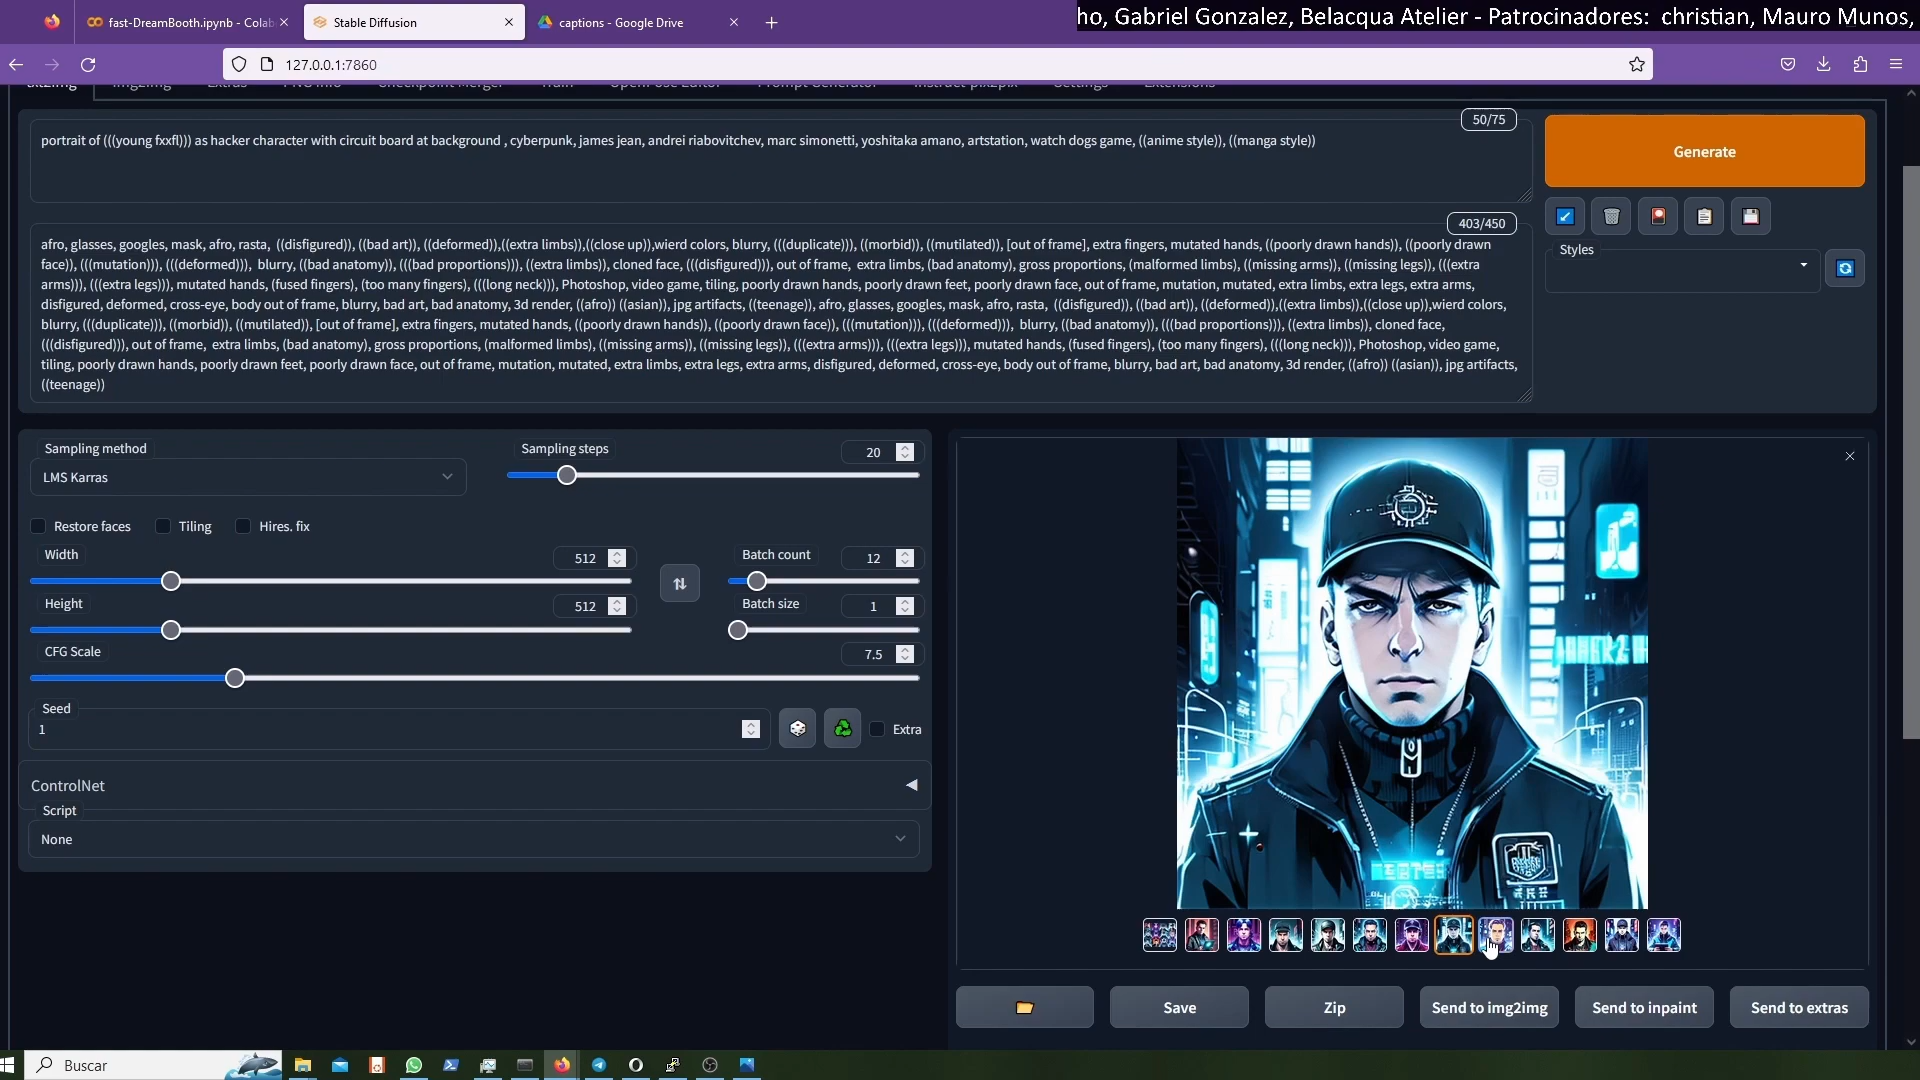 fast-DreamBooth.ipynb - Colab
Stable Diffusion
captions - Google Drive
ho, Gabriel Gonzalez, Belacqua Atelier - Patrocinadores:  christian, Mauro Munos,
127.0.0.1:7860
txt2img
img2img
Extras
PNG Info
Checkpoint Merger
Train
OpenPose Editor
Prompt Generator
Instruct-pix2pix
Settings
Extensions
50/75
portrait of (((young fxxfl))) as hacker character with circuit board at background , cyberpunk, james jean, andrei riabovitchev, marc simonetti, yoshitaka amano, artstation, watch dogs game, ((anime style)), ((manga style))
Generate
403/450
afro, glasses, googles, mask, afro, rasta,  ((disfigured)), ((bad art)), ((deformed)),((extra limbs)),((close up)),wierd colors, blurry, (((duplicate))), ((morbid)), ((mutilated)), [out of frame], extra fingers, mutated hands, ((poorly drawn hands)), ((poorly drawn
face)), (((mutation))), (((deformed))),  blurry, ((bad anatomy)), (((bad proportions))), ((extra limbs)), cloned face, (((disfigured))), out of frame,  extra limbs, (bad anatomy), gross proportions, (malformed limbs), ((missing arms)), ((missing legs)), (((extra
arms))), (((extra legs))), mutated hands, (fused fingers), (too many fingers), (((long neck))), Photoshop, video game, tiling, poorly drawn hands, poorly drawn feet, poorly drawn face, out of frame, mutation, mutated, extra limbs, extra legs, extra arms,
disfigured, deformed, cross-eye, body out of frame, blurry, bad art, bad anatomy, 3d render, ((afro)) ((asian)), jpg artifacts, ((teenage)), afro, glasses, googles, mask, afro, rasta,  ((disfigured)), ((bad art)), ((deformed)),((extra limbs)),((close up)),wierd colors,
blurry, (((duplicate))), ((morbid)), ((mutilated)), [out of frame], extra fingers, mutated hands, ((poorly drawn hands)), ((poorly drawn face)), (((mutation))), (((deformed))),  blurry, ((bad anatomy)), (((bad proportions))), ((extra limbs)), cloned face,
(((disfigured))), out of frame,  extra limbs, (bad anatomy), gross proportions, (malformed limbs), ((missing arms)), ((missing legs)), (((extra arms))), (((extra legs))), mutated hands, (fused fingers), (too many fingers), (((long neck))), Photoshop, video game,
tiling, poorly drawn hands, poorly drawn feet, poorly drawn face, out of frame, mutation, mutated, extra limbs, extra legs, extra arms, disfigured, deformed, cross-eye, body out of frame, blurry, bad art, bad anatomy, 3d render, ((afro)) ((asian)), jpg artifacts,
((teenage))
Styles
Sampling method
LMS Karras
Sampling steps
20
Restore faces
Tiling
Hires. fix
Width
512
Batch count
12
Height
512
Batch size
1
CFG Scale
7.5
Seed
1
Extra
ControlNet
Script
None
Save
Zip
Send to img2img
Send to inpaint
Send to extras
Buscar